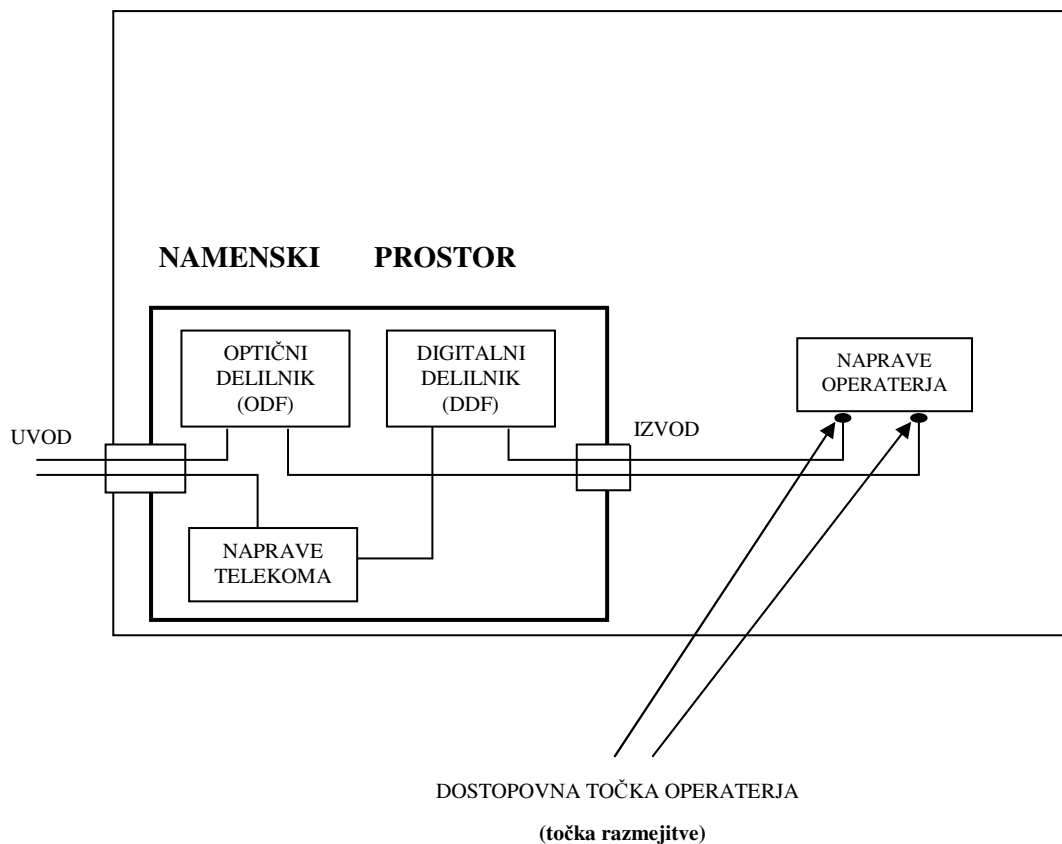 NAMENSKI PROSTOR
OPTIČNI
DELILNIK
(ODF)
DIGITALNI
DELILNIK
(DDF)
NAPRAVE
OPERATERJA
UVOD
IZVOD
NAPRAVE
TELEKOMA
DOSTOPOVNA TOČKA OPERATERJA
(točka razmejitve)